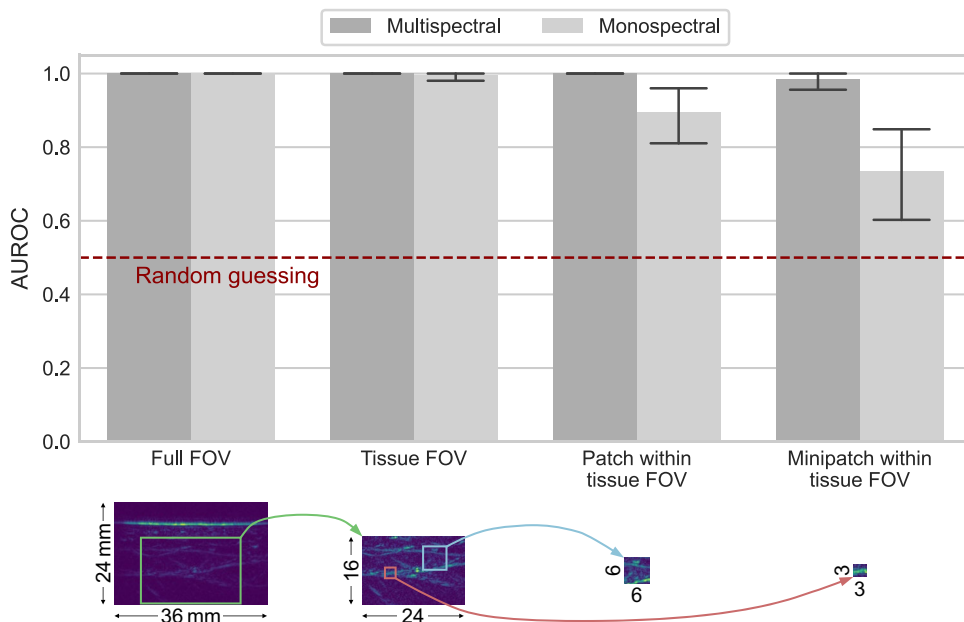 Multispectral
Monospectral
AUROC
1.0
0.8
0.6
0.4
0.2
0.0
Random guessing
Full FOV
Tissue FOV
Patch within
tissue FOV
Minipatch within
tissue FOV
24 mm
36 mm
16
24
6
6
3
3